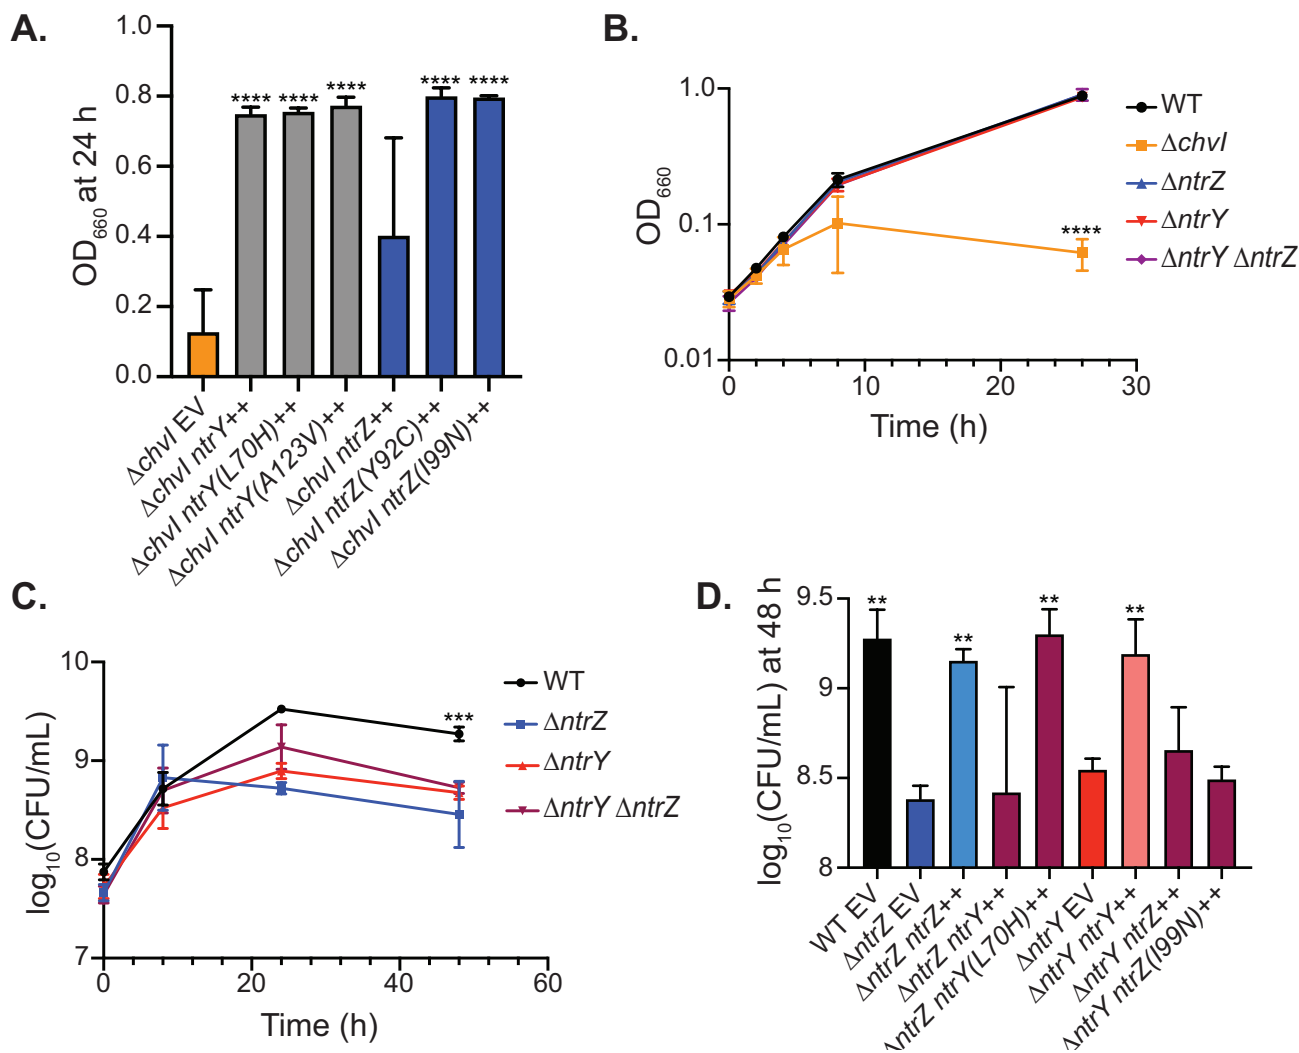 A.
OD660 at 24 h
1.0
0.8
0.6
0.4
0.2
0.0
****
****
****
****
****
ΔchvI EV
ΔchvI ntrY++
ΔchvI ntrY(L70H)++
ΔchvI ntrY(A123V)++
ΔchvI ntrZ++
ΔchvI ntrZ(Y92C)++
ΔchvI ntrZ(I99N)++
B.
OD660
1.0
0.1
0.01
0
10
20
30
Time (h)
****
WT
ΔchvI
ΔntrZ
ΔntrY
ΔntrY ΔntrZ
C.
log10(CFU/mL)
10
9
8
7
0
20
40
60
Time (h)
***
WT
ΔntrZ
ΔntrY
ΔntrY ΔntrZ
D.
log10(CFU/mL) at 48 h
9.5
9
8.5
8
**
**
**
**
WT EV
ΔntrZ EV
ΔntrZ ntrZ++
ΔntrZ ntrY++
ΔntrZ ntrY(L70H)++
ΔntrY EV
ΔntrY ntrY++
ΔntrY ntrZ++
ΔntrY ntrZ(I99N)++